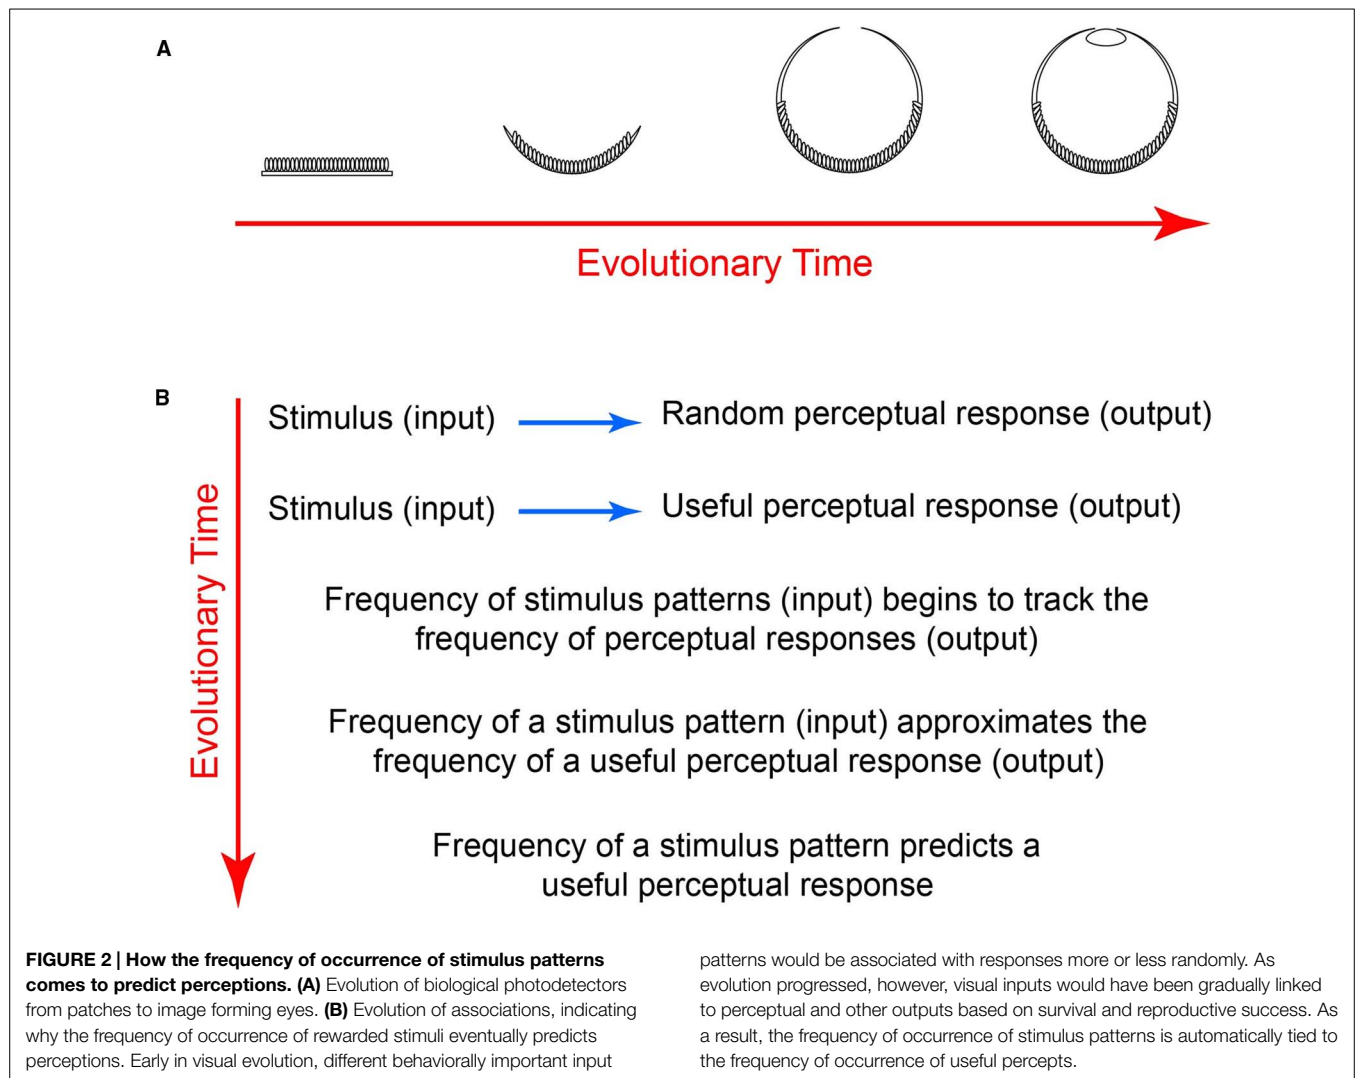 A
Evolutionary Time
B
Evolutionary Time
Stimulus (input)
Random perceptual response (output)
Stimulus (input)
Useful perceptual response (output)
Frequency of stimulus patterns (input) begins to track the
frequency of perceptual responses (output)
Frequency of a stimulus pattern (input) approximates the
frequency of a useful perceptual response (output)
Frequency of a stimulus pattern predicts a
useful perceptual response
FIGURE 2 | How the frequency of occurrence of stimulus patterns
comes to predict perceptions. (A) Evolution of biological photodetectors
from patches to image forming eyes. (B) Evolution of associations, indicating
why the frequency of occurrence of rewarded stimuli eventually predicts
perceptions. Early in visual evolution, different behaviorally important input
patterns would be associated with responses more or less randomly. As
evolution progressed, however, visual inputs would have been gradually linked
to perceptual and other outputs based on survival and reproductive success. As
a result, the frequency of occurrence of stimulus patterns is automatically tied to
the frequency of occurrence of useful percepts.